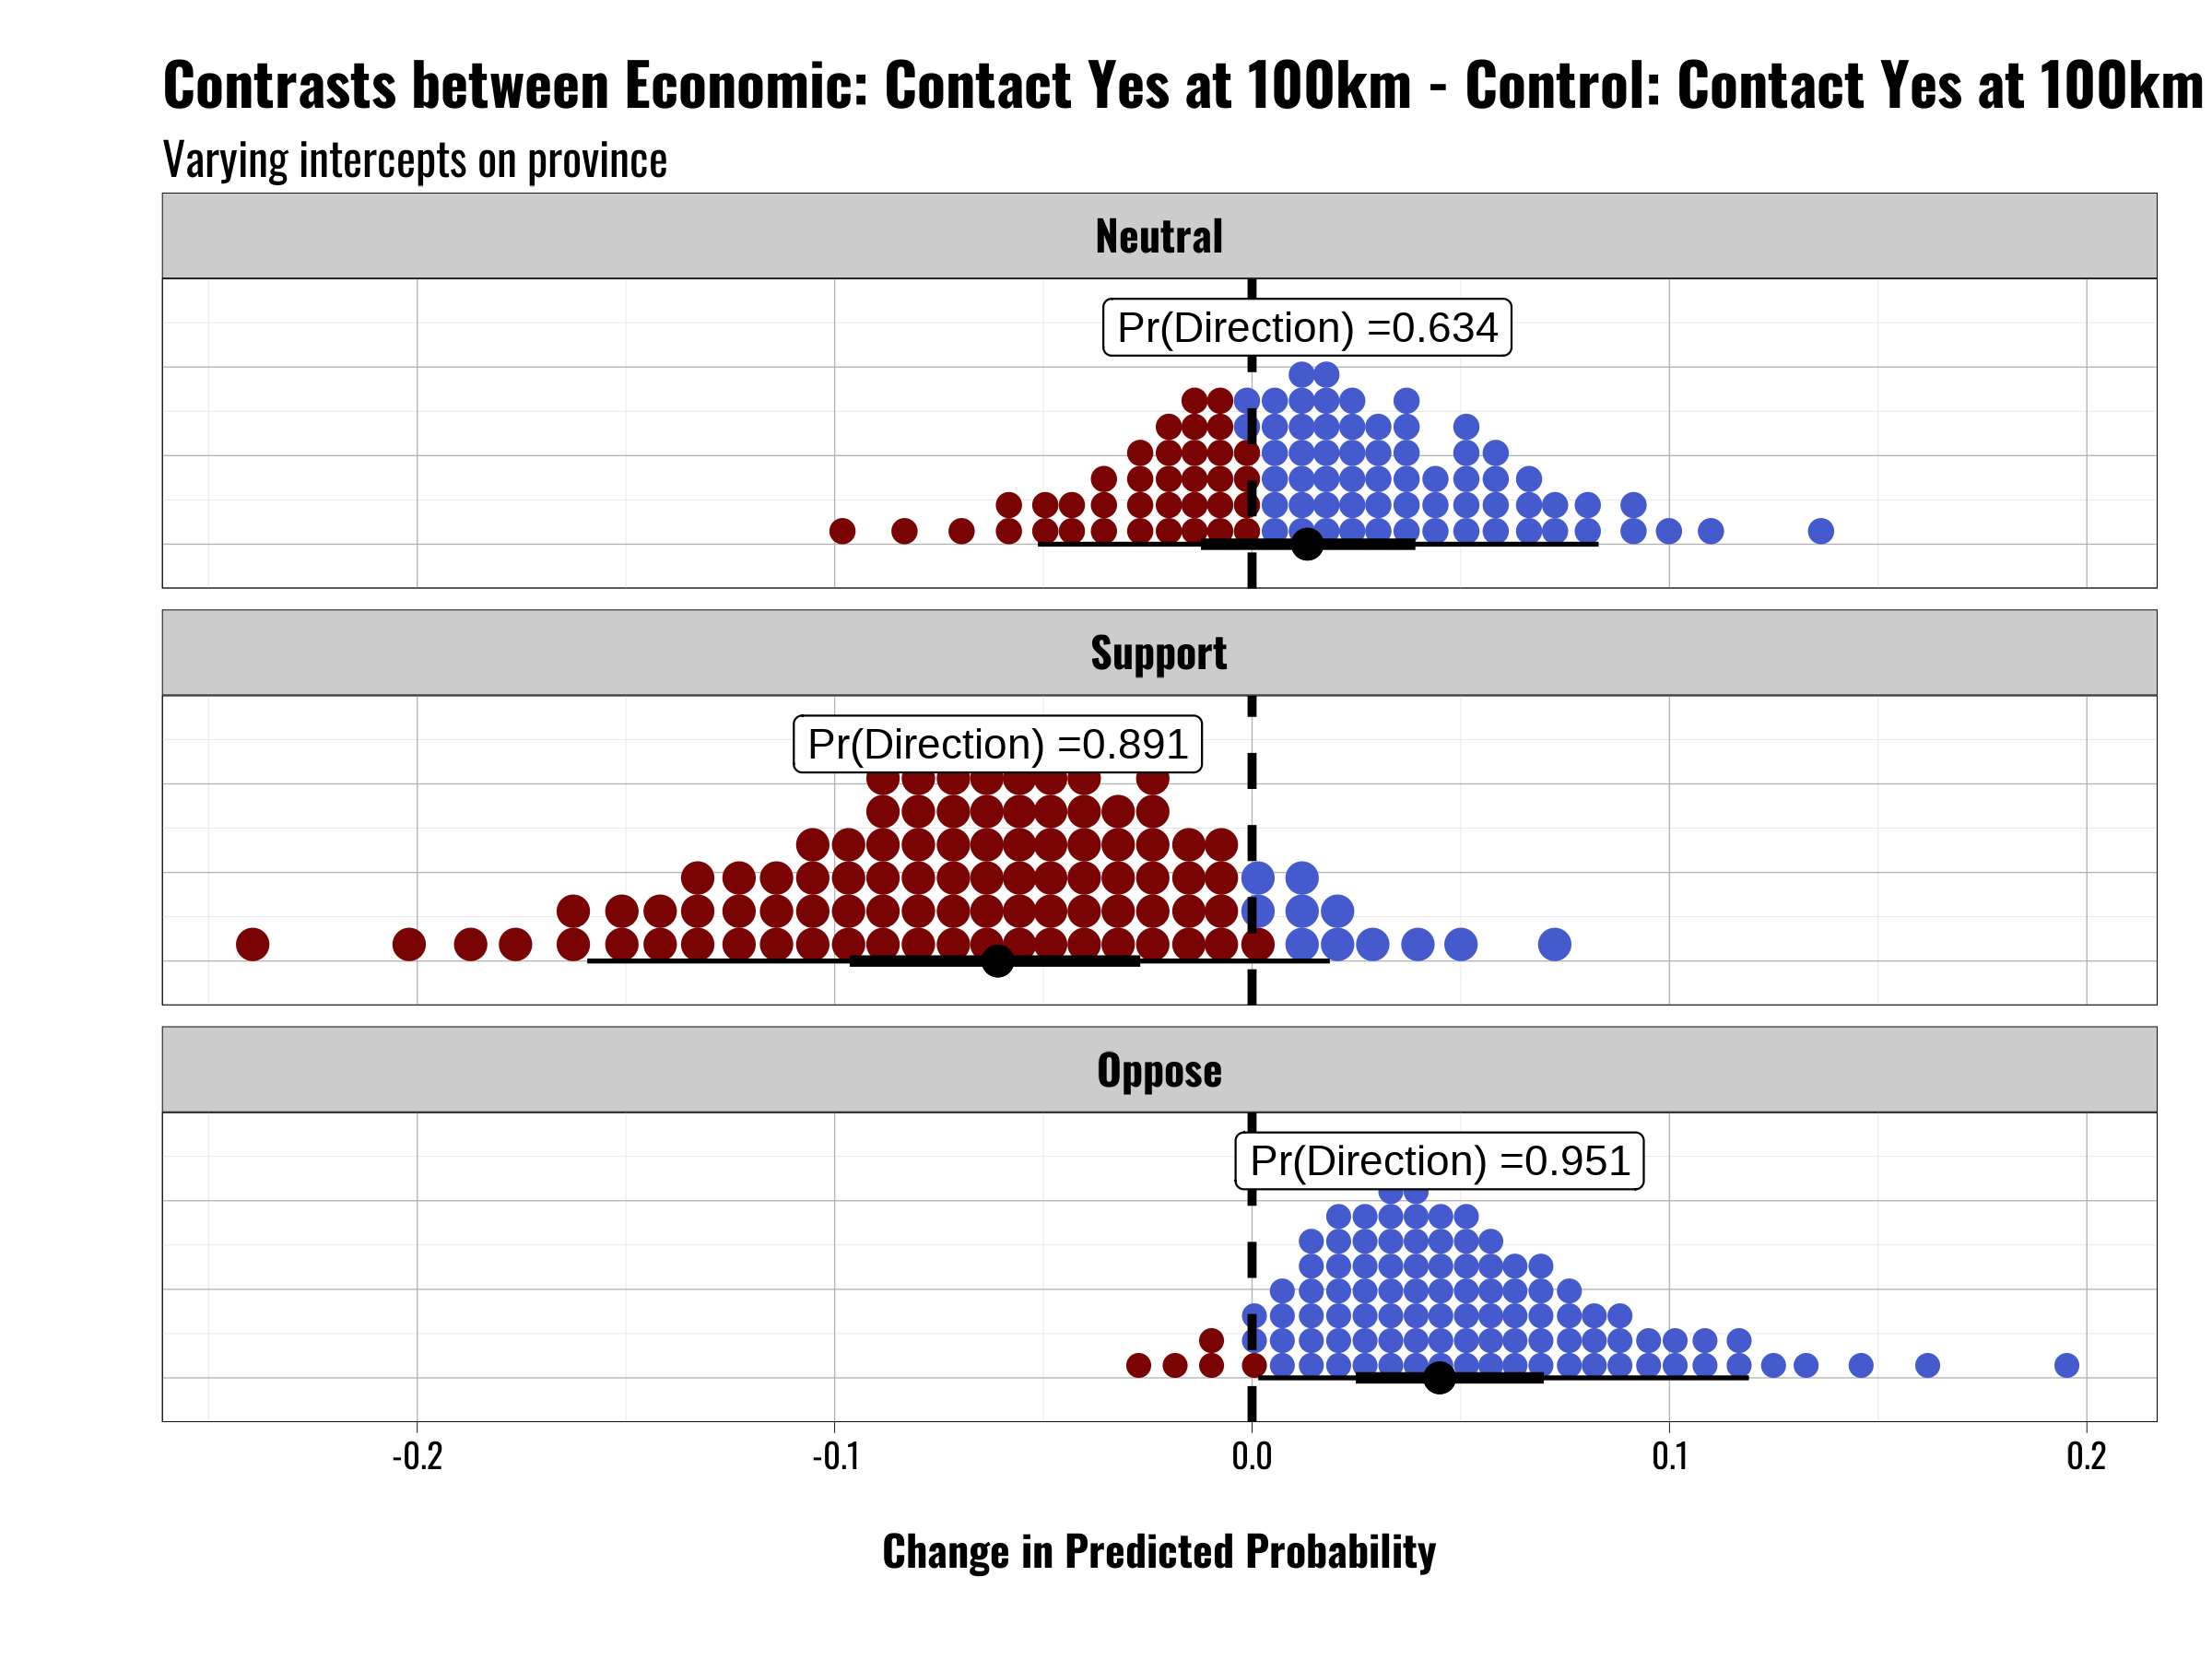 Contrasts between Economic: Contact Yes at 100km - Control: Contact Yes at 100km
Varying intercepts on province
Neutral
Pr(Direction) =0.634
Support
Pr(Direction) =0.891
Oppose
Pr(Direction) =0.951
-0.2 -0.1 0.0 0.1 0.2
Change in Predicted Probability